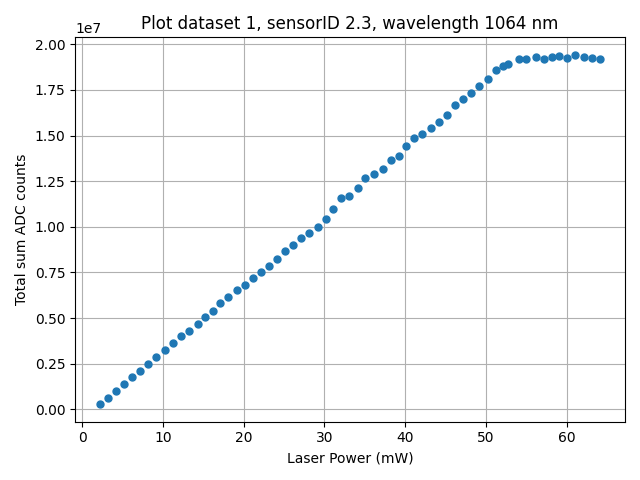 Plot dataset 1, sensorID 2.3, wavelength 1064 nm
1e7
2.00
1.75
1.50
1.25
1.00
0.75
0.50
0.25
0.00
Total sum ADC counts
0 10 20 30 40 50 60
Laser Power (mW)